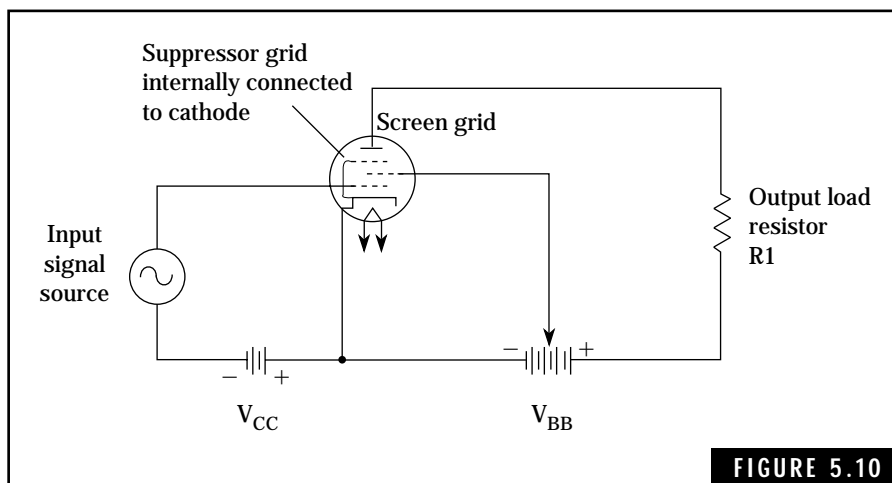 Suppressor grid
internally connected
to cathode
Screen grid
Input
signal
source
Output load
resistor
R1
− +
− +
V_CC
V_BB
FIGURE 5.10